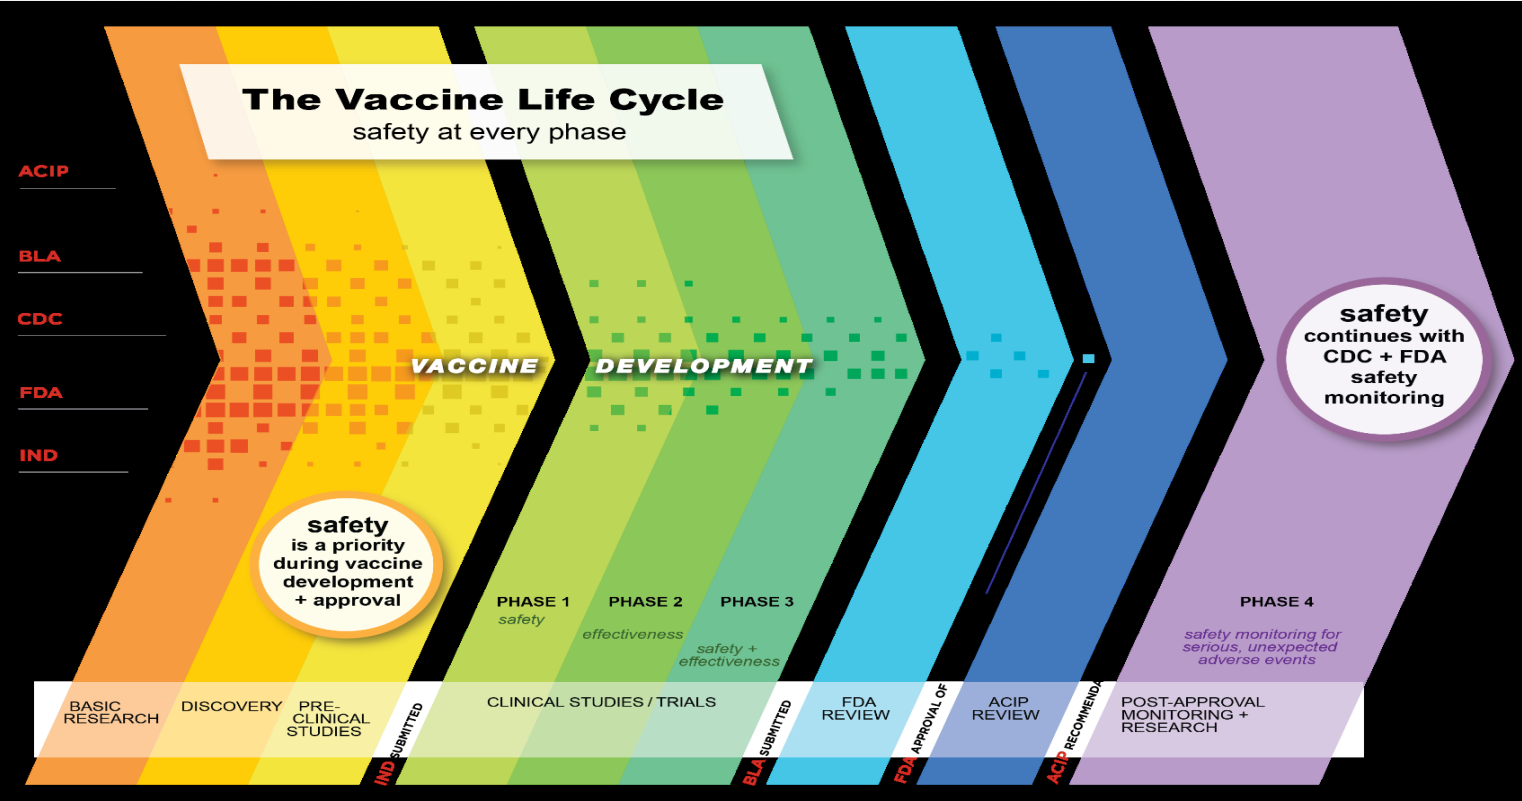 The Vaccine Life Cycle
safety at every phase
ACIP
BLA
CDC
FDA
IND
VACCINE DEVELOPMENT
safety
continues with
CDC + FDA
safety
monitoring
safety
is a priority
during vaccine
development
+ approval
PHASE 1
safety
PHASE 2
effectiveness
PHASE 3
safety +
effectiveness
PHASE 4
safety monitoring for
serious, unexpected
adverse events
BASIC
RESEARCH
DISCOVERY
PRE-
CLINICAL
STUDIES
IND SUBMITTED
CLINICAL STUDIES / TRIALS
BLA SUBMITTED
FDA
REVIEW
FDA APPROVAL OF
ACIP
REVIEW
ACIP RECOMMENDA
POST-APPROVAL
MONITORING +
RESEARCH